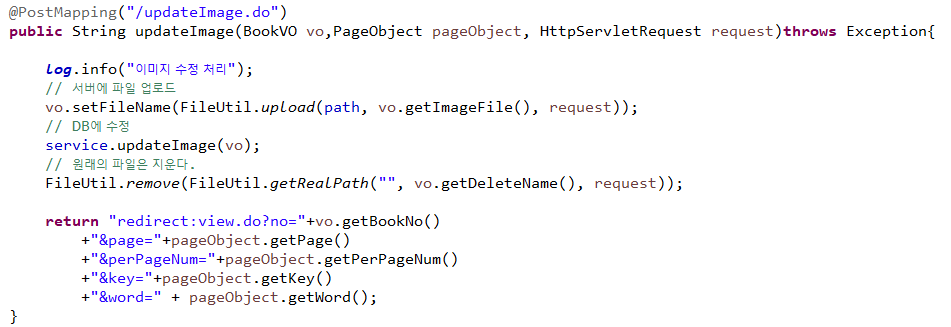 @PostMapping("/updateImage.do")
public String updateImage(BookVO vo,PageObject pageObject, HttpServletRequest request)throws Exception{
log.info("이미지 수정 처리");
// 서버에 파일 업로드
vo.setFileName(FileUtil.upload(path, vo.getImageFile(), request));
// DB에 수정
service.updateImage(vo);
// 원래의 파일은 지운다.
FileUtil.remove(FileUtil.getRealPath("", vo.getDeleteName(), request));
return "redirect:view.do?no="+vo.getBookNo()
+"&page="+pageObject.getPage()
+"&perPageNum="+pageObject.getPerPageNum()
+"&key="+pageObject.getKey()
+"&word=" + pageObject.getWord();
}